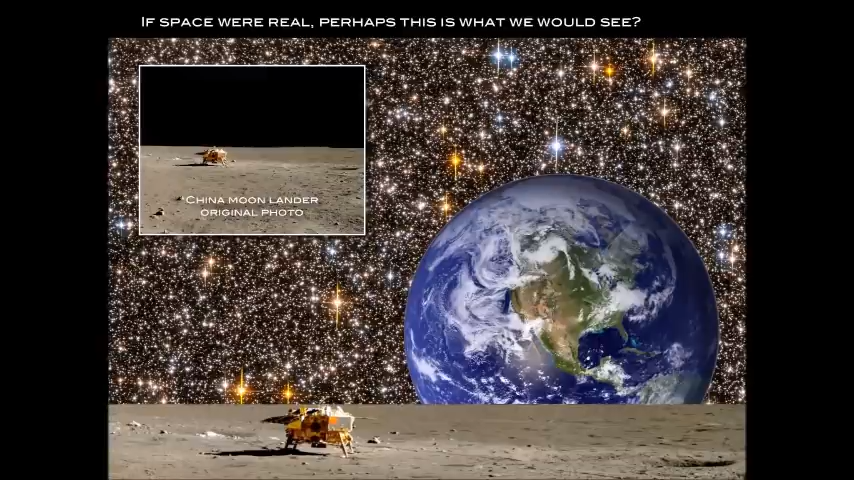 If space were real, perhaps this is what we would see?
*China moon lander
original photo